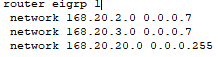 router eigrp 1
network 168.20.2.0 0.0.0.7
network 168.20.3.0 0.0.0.7
network 168.20.20.0 0.0.0.255